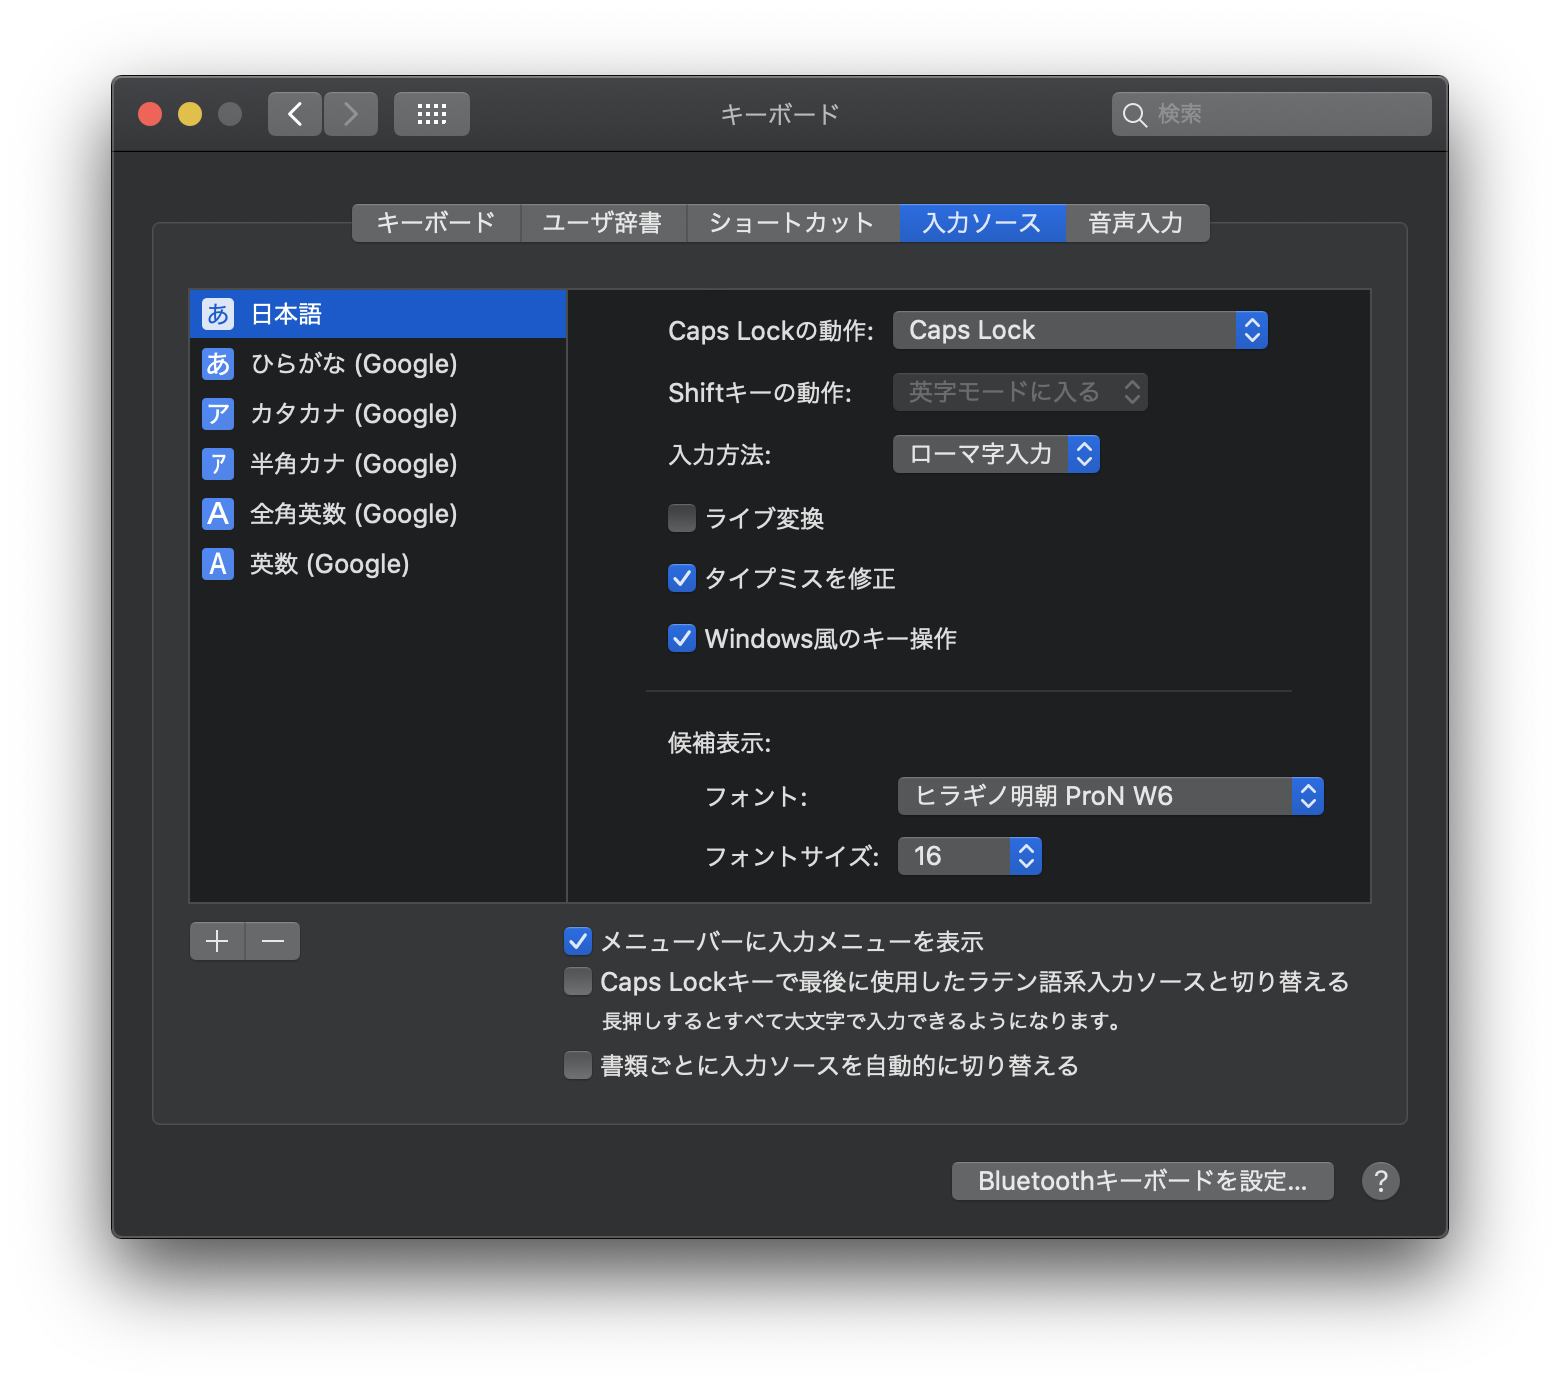 キーボード
検索
キーボード ユーザ辞書 ショートカット 入力ソース 音声入力
あ 日本語
あ ひらがな (Google)
ア カタカナ (Google)
ア 半角カナ (Google)
A 全角英数 (Google)
A 英数 (Google)
Caps Lockの動作: Caps Lock
Shiftキーの動作: 英字モードに入る
入力方法: ローマ字入力
ライブ変換
タイプミスを修正
Windows風のキー操作
候補表示:
フォント: ヒラギノ明朝 ProN W6
フォントサイズ: 16
メニューバーに入力メニューを表示
Caps Lockキーで最後に使用したラテン語系入力ソースと切り替える
長押しするとすべて大文字で入力できるようになります。
書類ごとに入力ソースを自動的に切り替える
Bluetoothキーボードを設定... ?